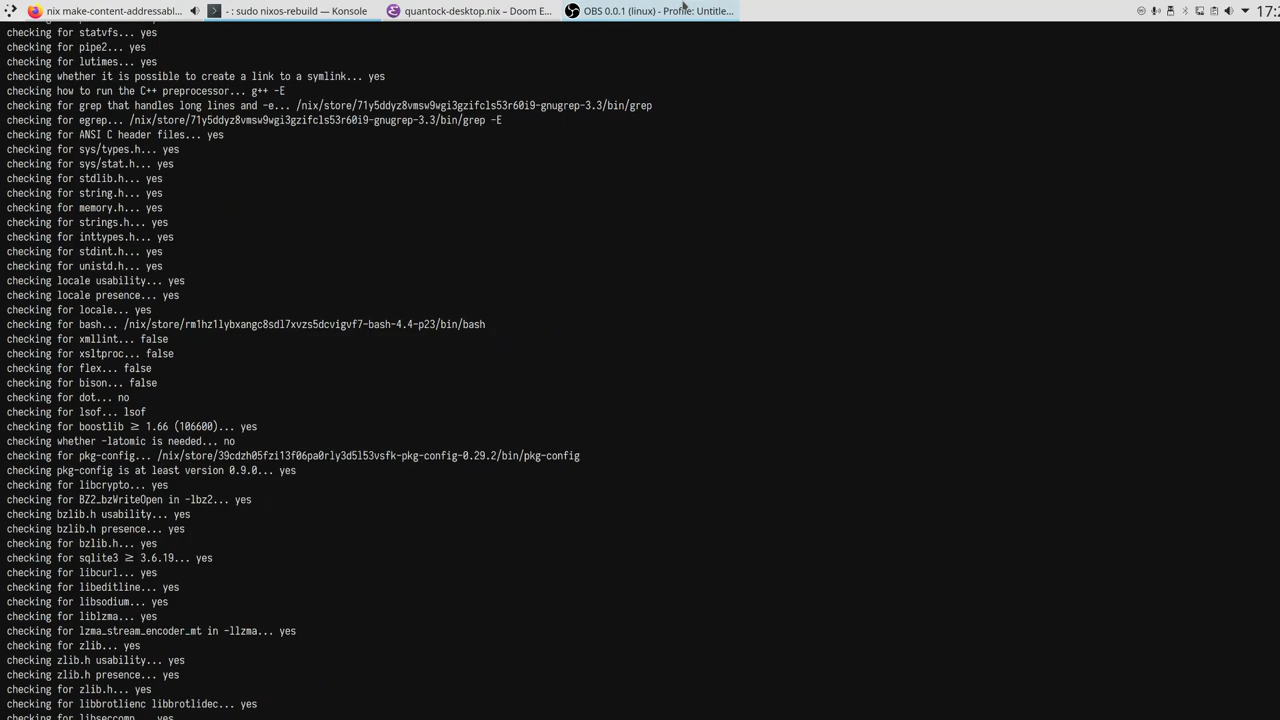 nix make-content-addressabl...
- : sudo nixos-rebuild — Konsole
quantock-desktop.nix – Doom E...
OBS 0.0.1 (linux) - Profile: Untitle...
17:2
checking for statvfs... yes
checking for pipe2... yes
checking for lutimes... yes
checking whether it is possible to create a link to a symlink... yes
checking how to run the C++ preprocessor... g++ -E
checking for grep that handles long lines and -e... /nix/store/71y5ddyz8vmsw9wgi3gzifcls53r60i9-gnugrep-3.3/bin/grep
checking for egrep... /nix/store/71y5ddyz8vmsw9wgi3gzifcls53r60i9-gnugrep-3.3/bin/grep -E
checking for ANSI C header files... yes
checking for sys/types.h... yes
checking for sys/stat.h... yes
checking for stdlib.h... yes
checking for string.h... yes
checking for memory.h... yes
checking for strings.h... yes
checking for inttypes.h... yes
checking for stdint.h... yes
checking for unistd.h... yes
checking locale usability... yes
checking locale presence... yes
checking for locale... yes
checking for bash... /nix/store/rm1hz1lybxangc8sdl7xvzs5dcvigvf7-bash-4.4-p23/bin/bash
checking for xmllint... false
checking for xsltproc... false
checking for flex... false
checking for bison... false
checking for dot... no
checking for lsof... lsof
checking for boostlib ≥ 1.66 (106600)... yes
checking whether -latomic is needed... no
checking for pkg-config... /nix/store/39cdzh05fzi13f06pa0rly3d5l53vsfk-pkg-config-0.29.2/bin/pkg-config
checking pkg-config is at least version 0.9.0... yes
checking for libcrypto... yes
checking for BZ2_bzWriteOpen in -lbz2... yes
checking bzlib.h usability... yes
checking bzlib.h presence... yes
checking for bzlib.h... yes
checking for sqlite3 ≥ 3.6.19... yes
checking for libcurl... yes
checking for libeditline... yes
checking for libsodium... yes
checking for liblzma... yes
checking for lzma_stream_encoder_mt in -llzma... yes
checking for zlib... yes
checking zlib.h usability... yes
checking zlib.h presence... yes
checking for zlib.h... yes
checking for libbrotlienc libbrotlidec... yes
checking for libseccomp... yes